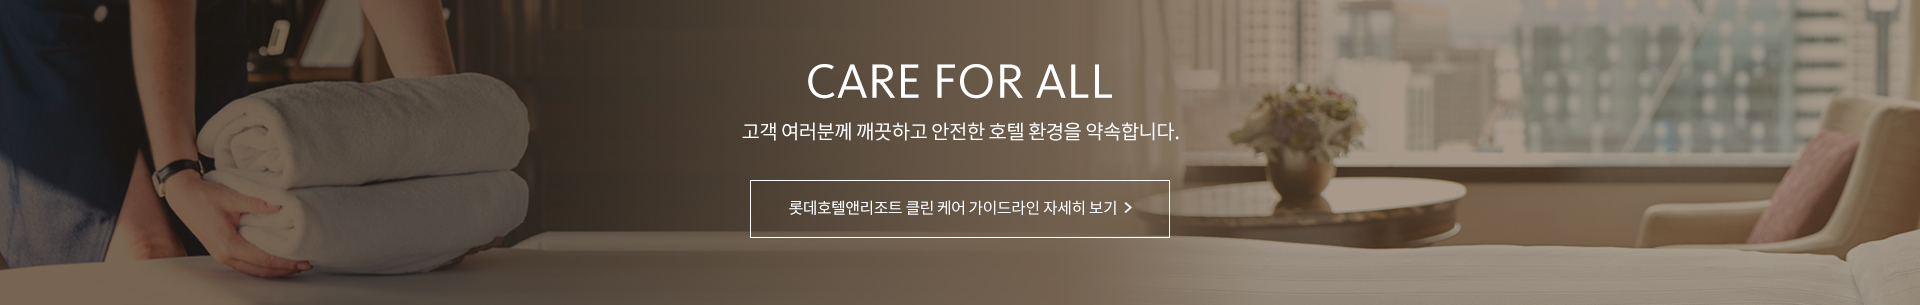 CARE FOR ALL
고객 여러분께 깨끗하고 안전한 호텔 환경을 약속합니다.
롯데호텔앤리조트 클린 케어 가이드라인 자세히 보기 >